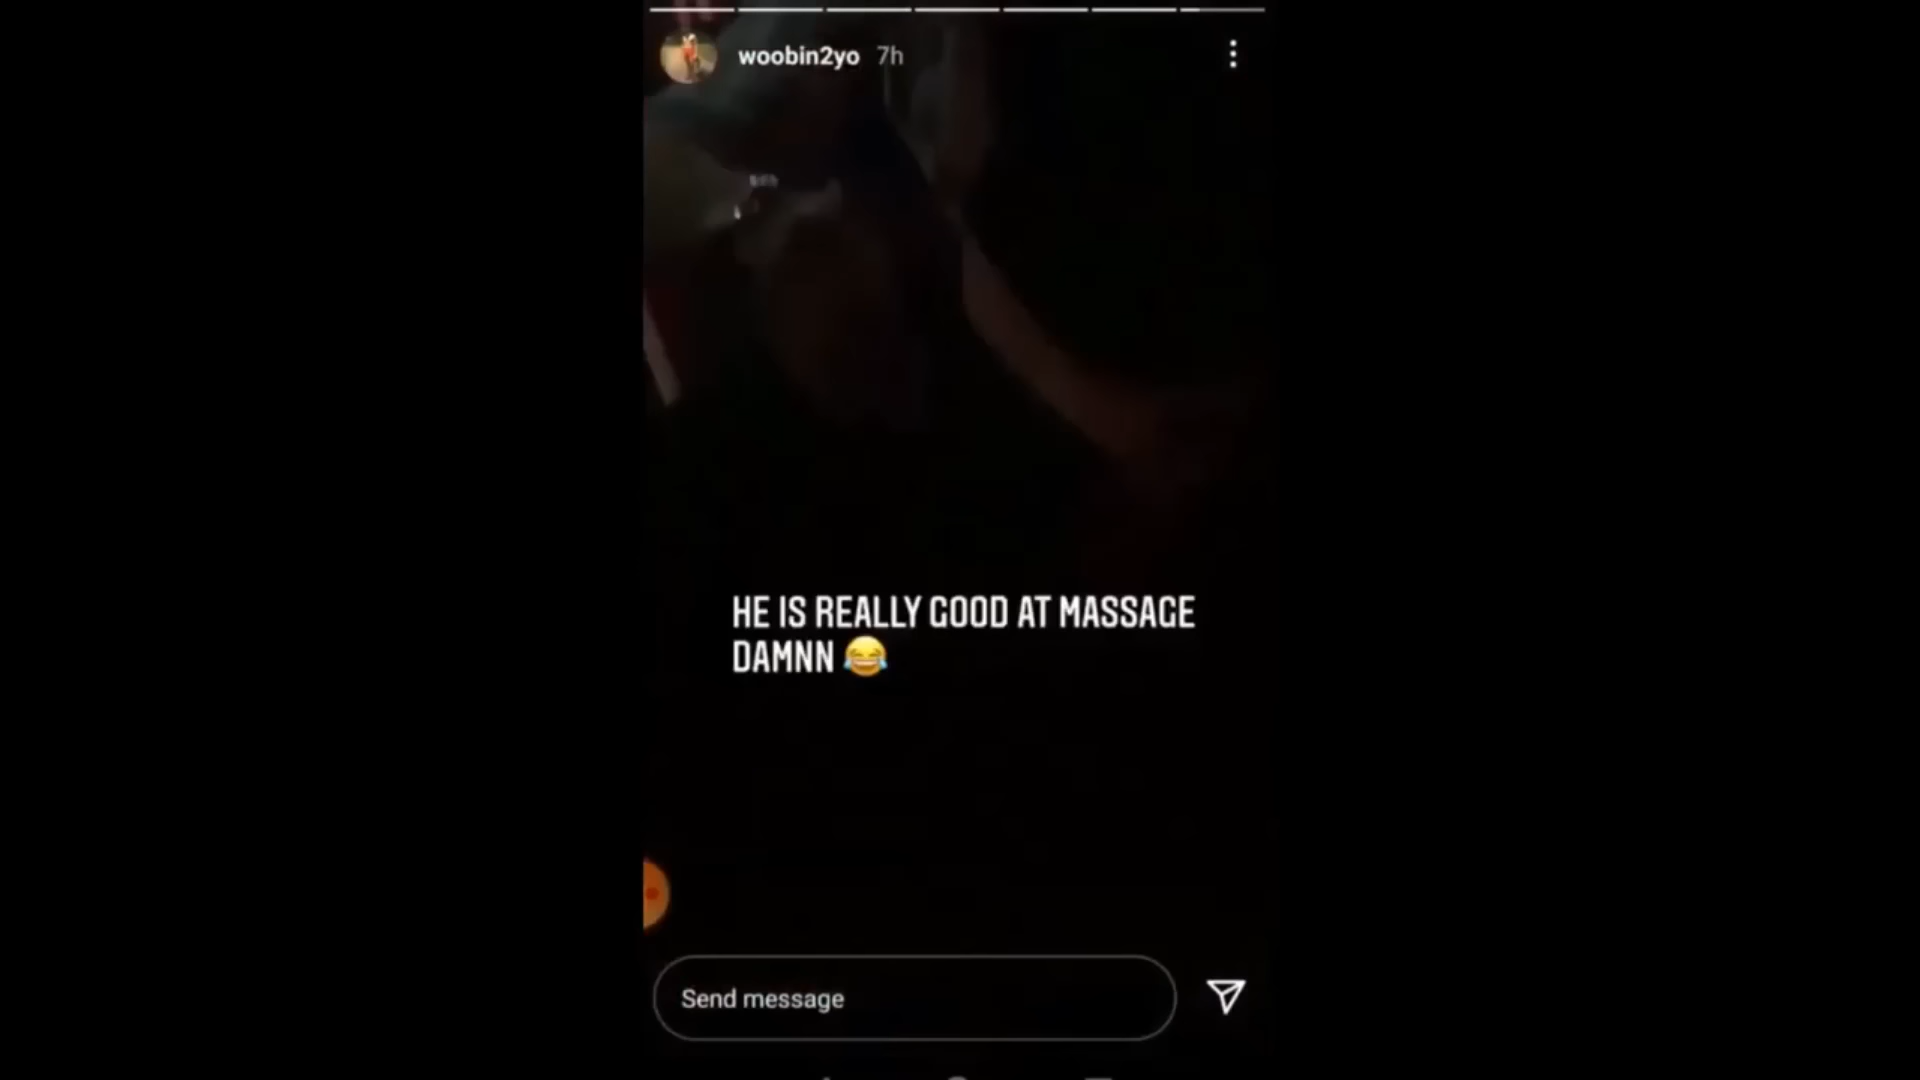 woobin2yo 7h
HE IS REALLY GOOD AT MASSAGE
DAMNN 😂
Send message